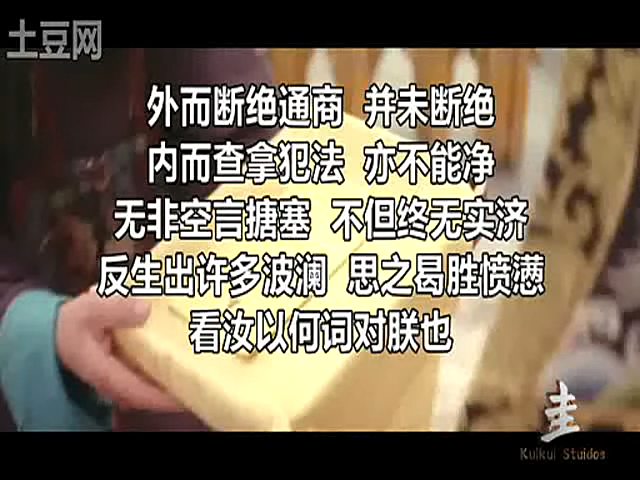 土豆网
外而断绝通商 并未断绝
内而查拿犯法 亦不能净
无非空言搪塞 不但终无实济
反生出许多波澜 思之曷胜愤懑
看汝以何词对朕也
圭
Kuikui Stuidos